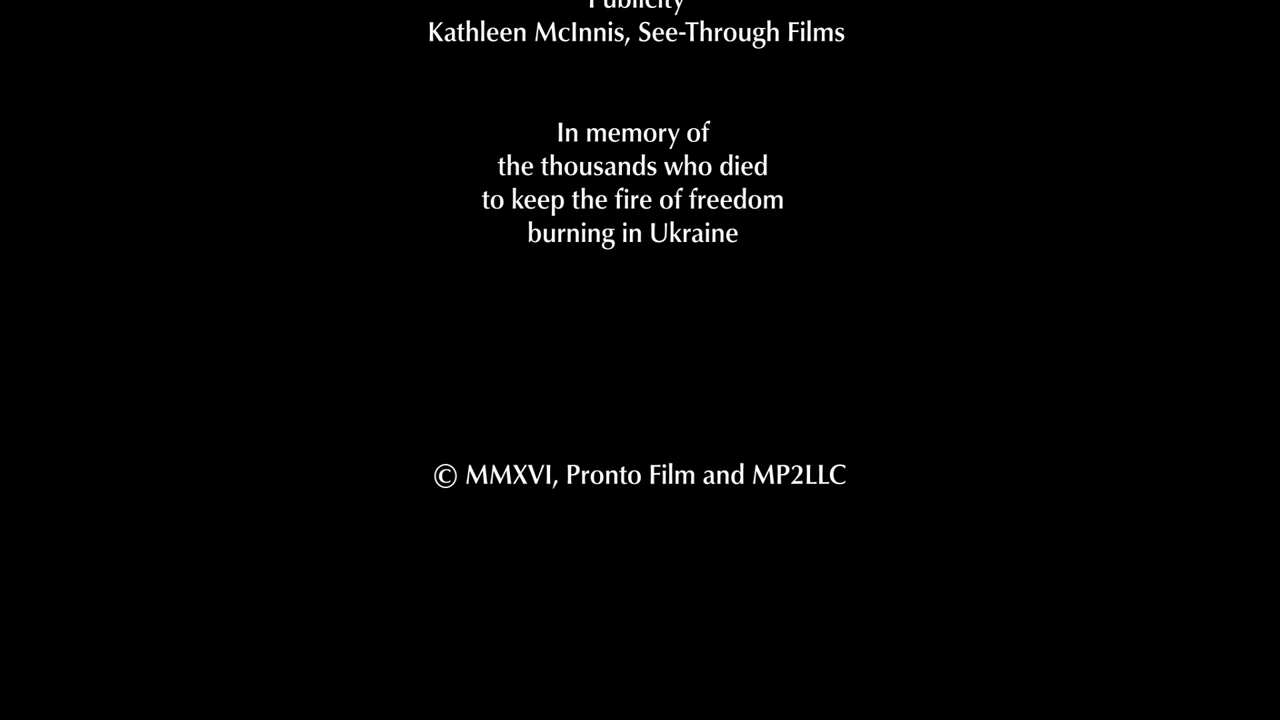 Publicity
Kathleen McInnis, See-Through Films
In memory of
the thousands who died
to keep the fire of freedom
burning in Ukraine
© MMXVI, Pronto Film and MP2LLC